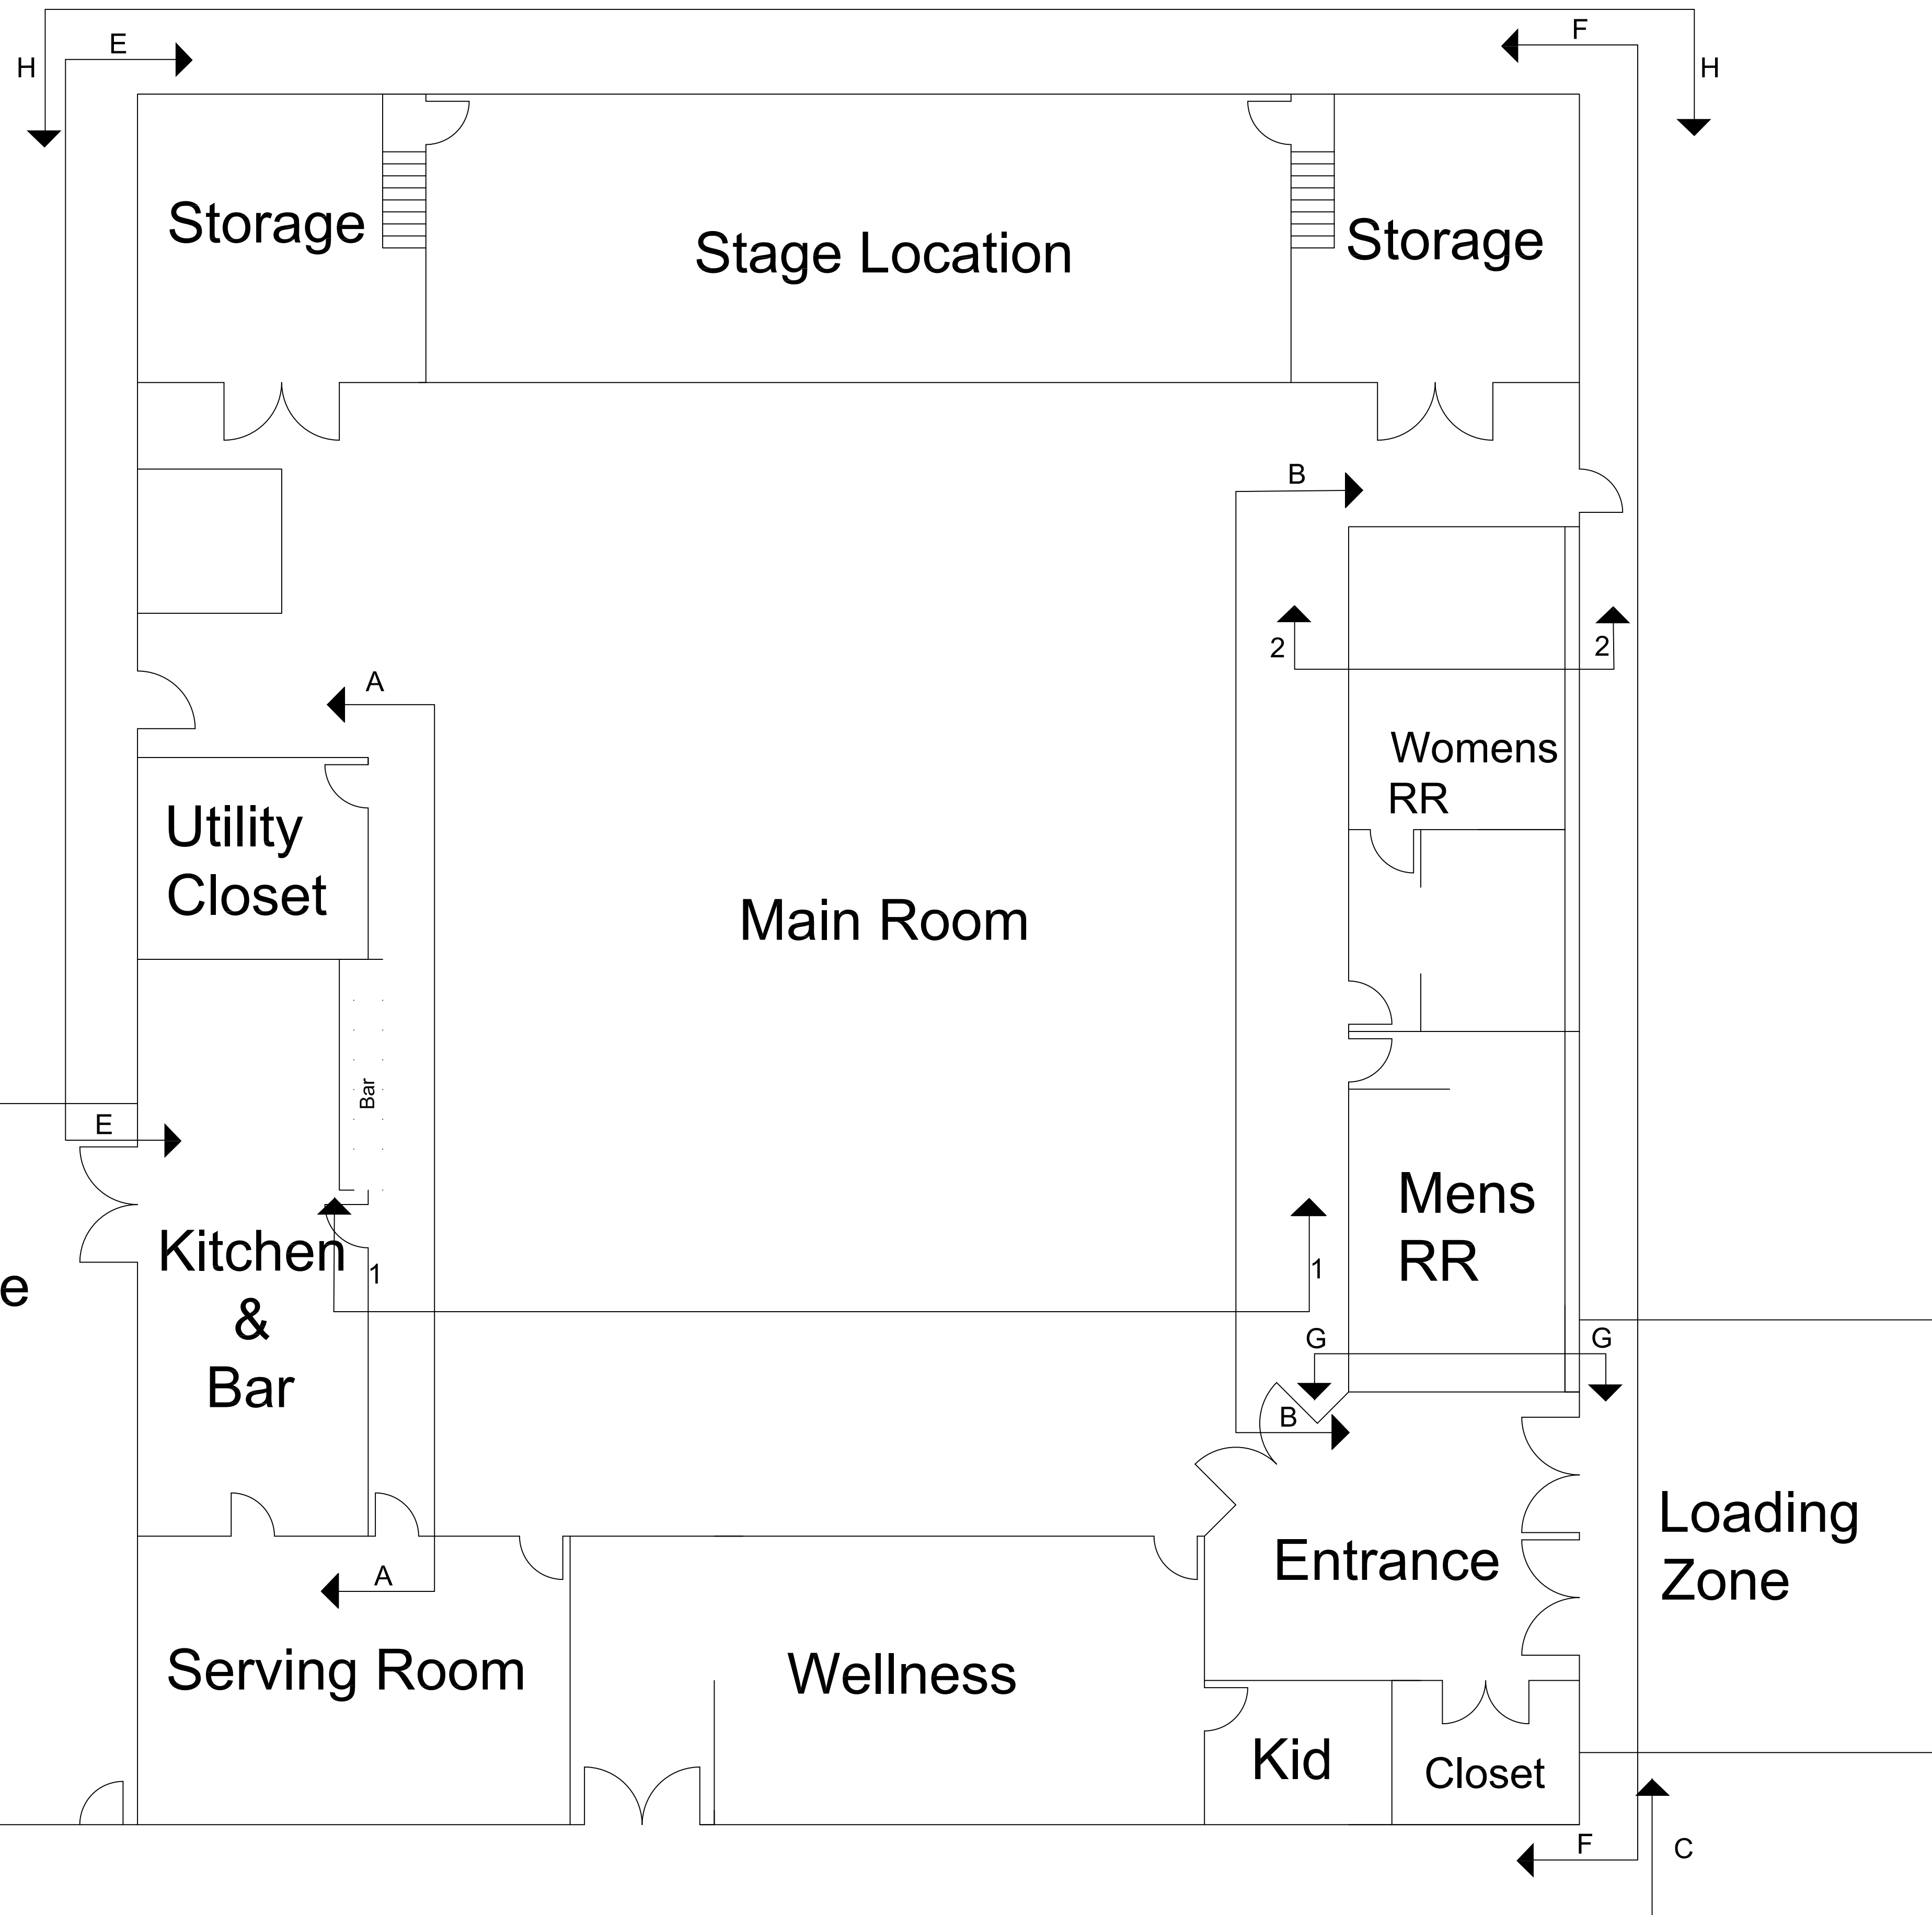 E
F
H
H
Storage
Stage Location
Storage
B
2
2
A
Womens
RR
Utility
Closet
Main Room
Bar
E
Mens
RR
Kitchen
&
Bar
1
1
e
G
G
B
Loading
Zone
Entrance
A
Serving Room
Wellness
Kid
Closet
F
C